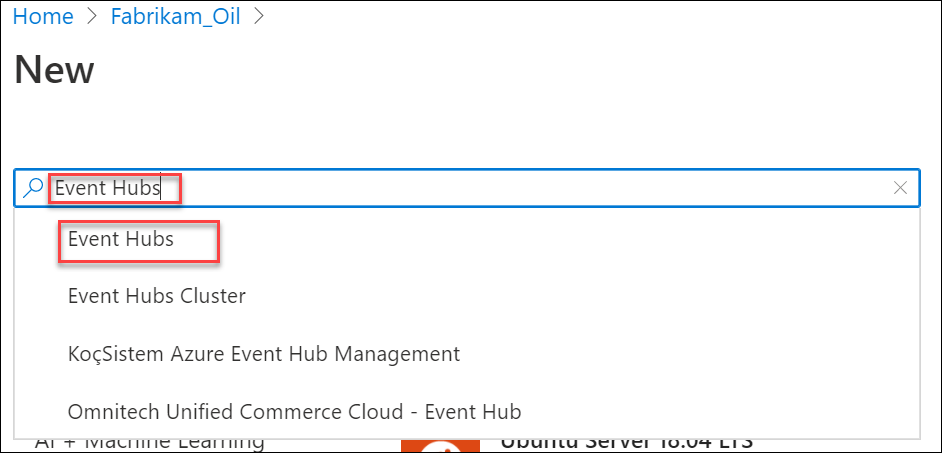 Home > Fabrikam_Oil >
New
Event Hubs
Event Hubs
Event Hubs Cluster
KoçSistem Azure Event Hub Management
Omnitech Unified Commerce Cloud - Event Hub
AI + Machine Learning
Ubuntu Server 18.04 LTS